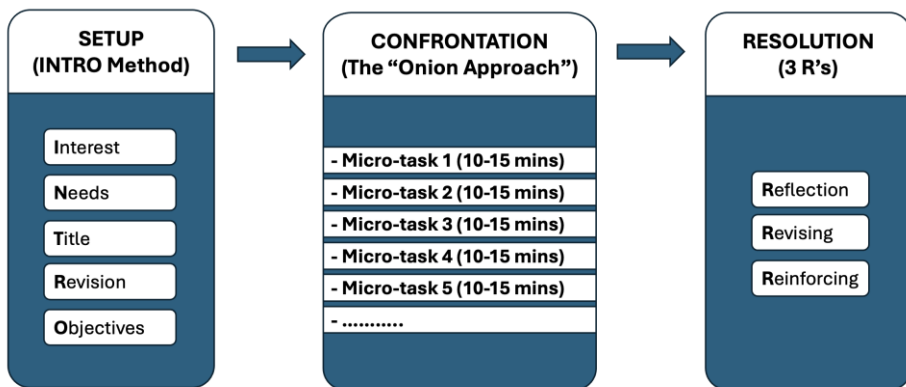 SETUP
(INTRO Method)
Interest
Needs
Title
Revision
Objectives
CONFRONTATION
(The “Onion Approach”)
- Micro-task 1 (10-15 mins)
- Micro-task 2 (10-15 mins)
- Micro-task 3 (10-15 mins)
- Micro-task 4 (10-15 mins)
- Micro-task 5 (10-15 mins)
- ...........
RESOLUTION
(3 R’s)
Reflection
Revising
Reinforcing